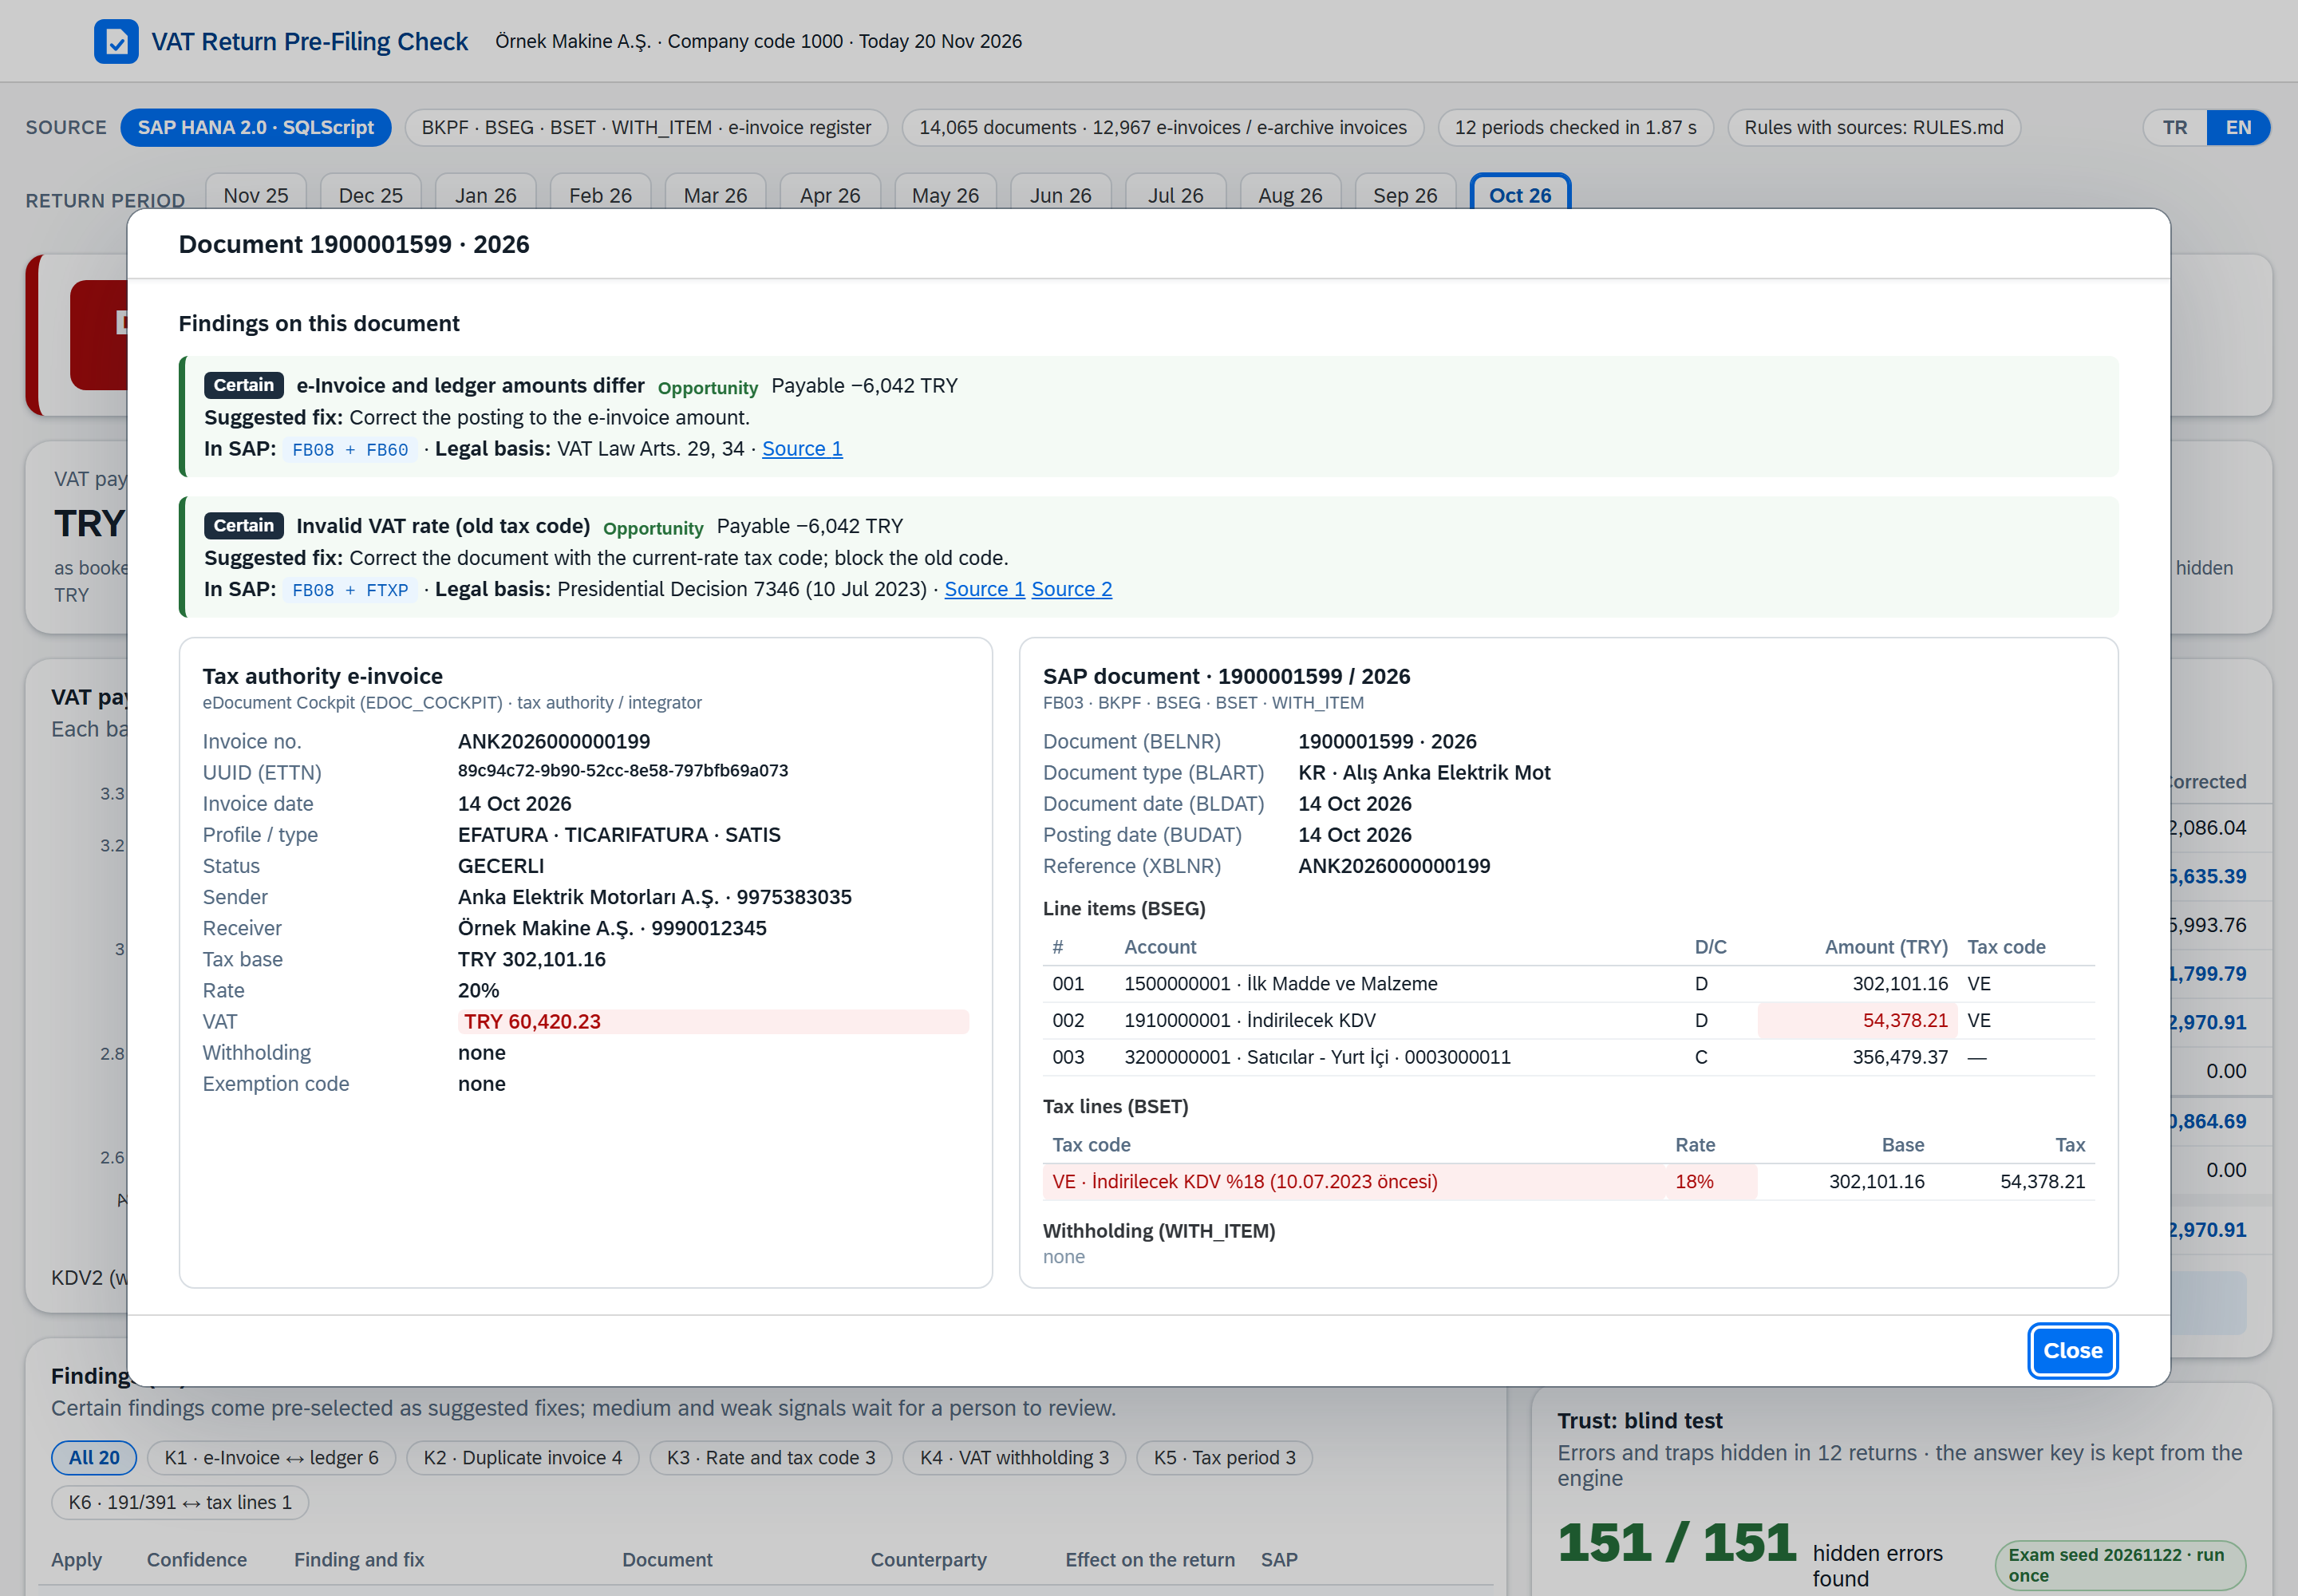 VAT Return Pre-Filing Check
Örnek Makine A.Ş. · Company code 1000 · Today 20 Nov 2026
SOURCE
SAP HANA 2.0 · SQLScript
BKPF · BSEG · BSET · WITH_ITEM · e-invoice register
14,065 documents · 12,967 e-invoices / e-archive invoices
12 periods checked in 1.87 s
Rules with sources: RULES.md
TR EN
RETURN PERIOD
Nov 25 Dec 25 Jan 26 Feb 26 Mar 26 Apr 26 May 26 Jun 26 Jul 26 Aug 26 Sep 26 Oct 26
Document 1900001599 · 2026
Findings on this document
Certain e-Invoice and ledger amounts differ Opportunity Payable −6,042 TRY
Suggested fix: Correct the posting to the e-invoice amount.
In SAP: FB08 + FB60 · Legal basis: VAT Law Arts. 29, 34 · Source 1
Certain Invalid VAT rate (old tax code) Opportunity Payable −6,042 TRY
Suggested fix: Correct the document with the current-rate tax code; block the old code.
In SAP: FB08 + FTXP · Legal basis: Presidential Decision 7346 (10 Jul 2023) · Source 1 Source 2
Tax authority e-invoice
eDocument Cockpit (EDOC_COCKPIT) · tax authority / integrator
Invoice no. ANK2026000000199
UUID (ETTN) 89c94c72-9b90-52cc-8e58-797bfb69a073
Invoice date 14 Oct 2026
Profile / type EFATURA · TICARIFATURA · SATIS
Status GECERLI
Sender Anka Elektrik Motorları A.Ş. · 9975383035
Receiver Örnek Makine A.Ş. · 9990012345
Tax base TRY 302,101.16
Rate 20%
VAT TRY 60,420.23
Withholding none
Exemption code none
SAP document · 1900001599 / 2026
FB03 · BKPF · BSEG · BSET · WITH_ITEM
Document (BELNR) 1900001599 · 2026
Document type (BLART) KR · Alış Anka Elektrik Mot
Document date (BLDAT) 14 Oct 2026
Posting date (BUDAT) 14 Oct 2026
Reference (XBLNR) ANK2026000000199
Line items (BSEG)
# Account D/C Amount (TRY) Tax code
001 1500000001 · İlk Madde ve Malzeme D 302,101.16 VE
002 1910000001 · İndirilecek KDV D 54,378.21 VE
003 3200000001 · Satıcılar - Yurt İçi · 0003000011 C 356,479.37 —
Tax lines (BSET)
Tax code Rate Base Tax
VE · İndirilecek KDV %18 (10.07.2023 öncesi) 18% 302,101.16 54,378.21
Withholding (WITH_ITEM)
none
Close
VAT pay
TRY
as booke
TRY
hidden
VAT pay
Each ba
3.3
3.2
3
2.8
2.6
KDV2 (w
orrected
2,086.04
5,635.39
5,993.76
1,799.79
2,970.91
0.00
0,864.69
0.00
2,970.91
Findings
Certain findings come pre-selected as suggested fixes; medium and weak signals wait for a person to review.
All 20
K1 · e-Invoice ↔ ledger 6
K2 · Duplicate invoice 4
K3 · Rate and tax code 3
K4 · VAT withholding 3
K5 · Tax period 3
K6 · 191/391 ↔ tax lines 1
Apply Confidence Finding and fix Document Counterparty Effect on the return SAP
Trust: blind test
Errors and traps hidden in 12 returns · the answer key is kept from the
engine
151 / 151 hidden errors
found
Exam seed 20261122 · run
once